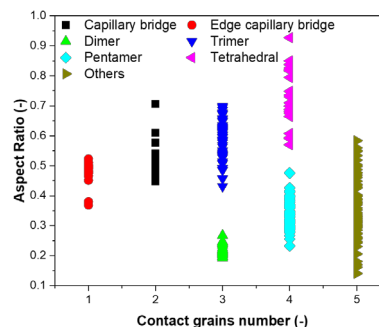 Capillary bridge Edge capillary bridge
Dimer Trimer
Pentamer Tetrahedral
Others
Aspect Ratio (-)
1.0
0.9
0.8
0.7
0.6
0.5
0.4
0.3
0.2
0.1
1 2 3 4 5
Contact grains number (-)